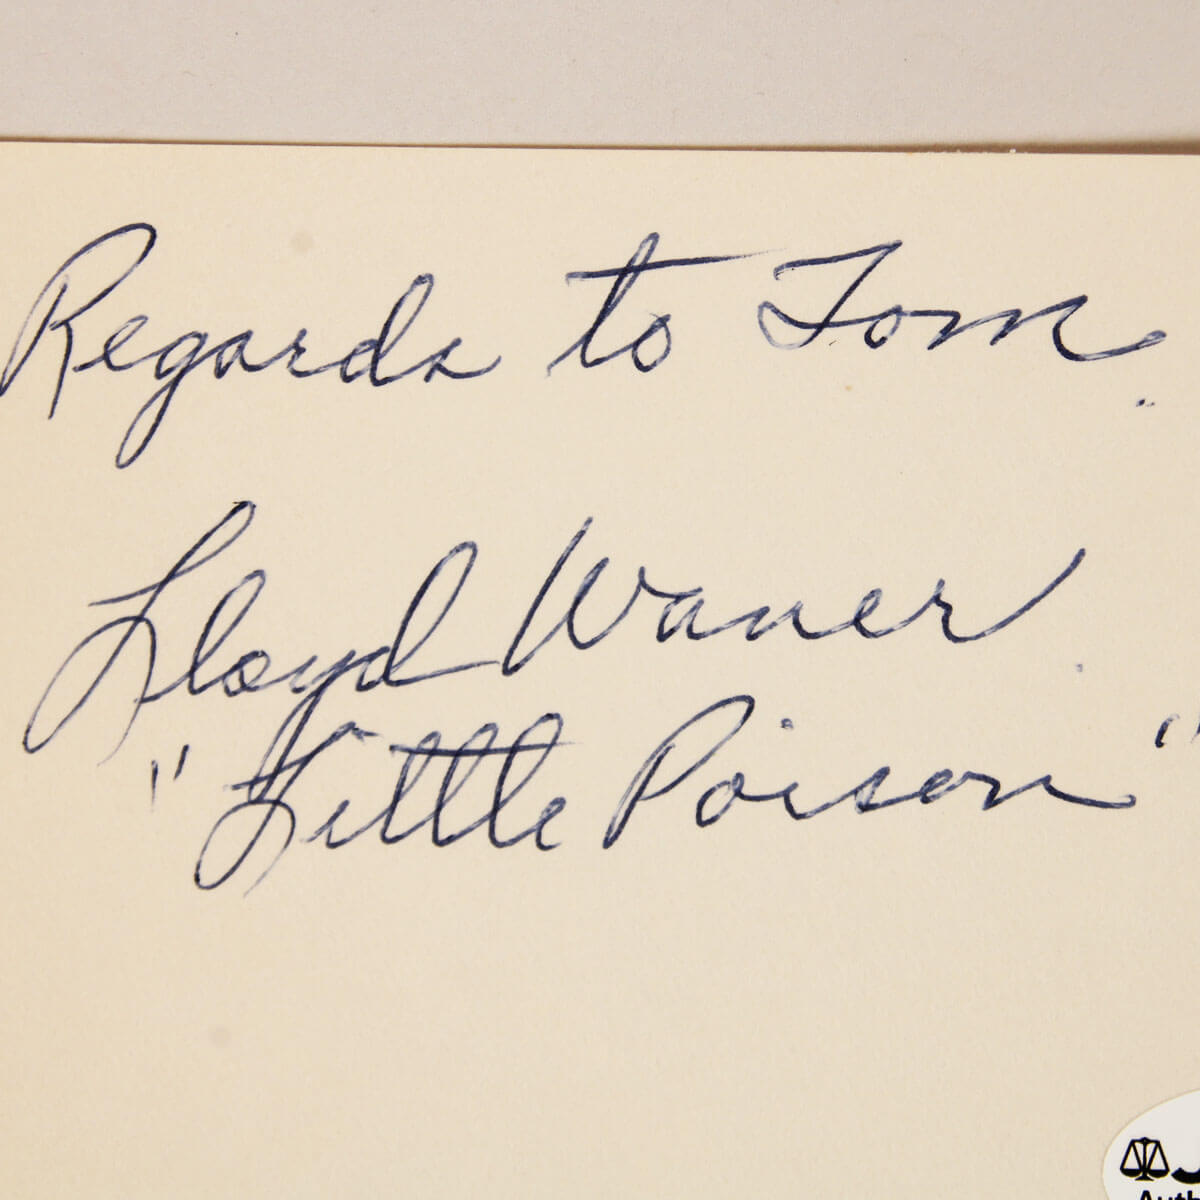 Regards to Tom.
Lloyd Waner
"Little Poison"